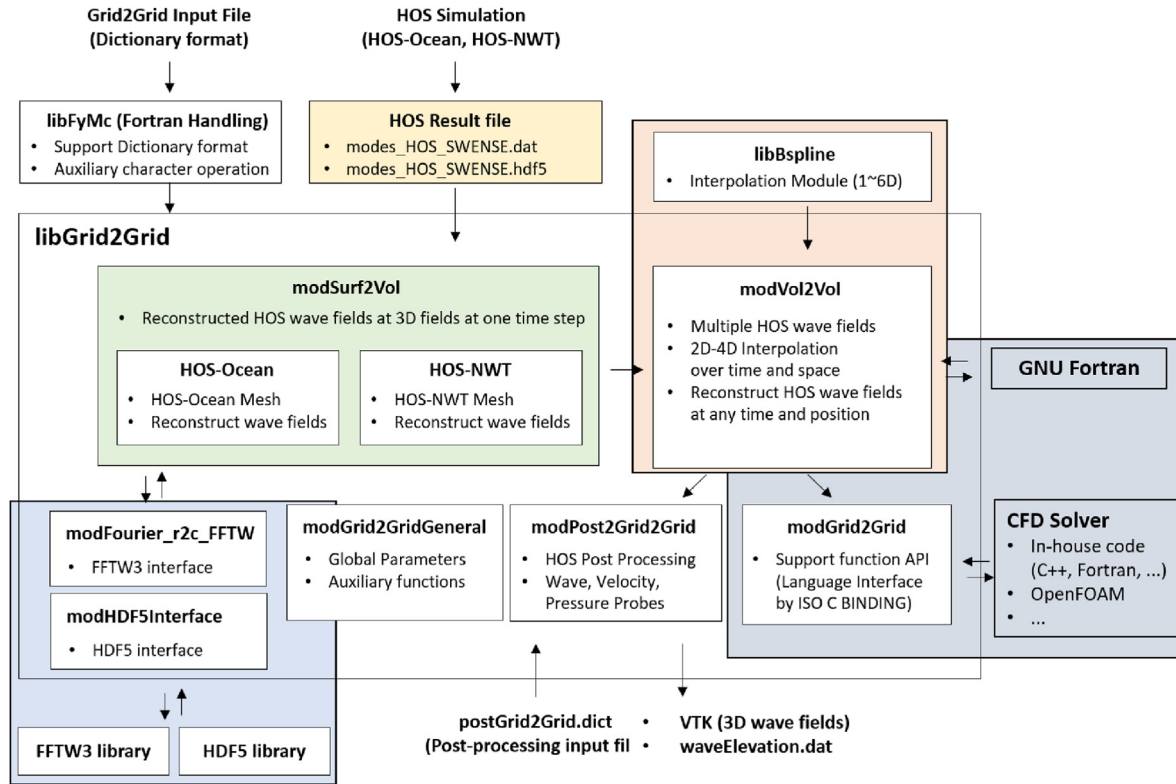 Grid2Grid Input File
(Dictionary format)
HOS Simulation
(HOS-Ocean, HOS-NWT)
libFyMc (Fortran Handling)
• Support Dictionary format
• Auxiliary character operation
HOS Result file
• modes_HOS_SWENSE.dat
• modes_HOS_SWENSE.hdf5
libBspline
• Interpolation Module (1~6D)
libGrid2Grid
modSurf2Vol
• Reconstructed HOS wave fields at 3D fields at one time step
HOS-Ocean
• HOS-Ocean Mesh
• Reconstruct wave fields
HOS-NWT
• HOS-NWT Mesh
• Reconstruct wave fields
modVol2Vol
• Multiple HOS wave fields
• 2D-4D Interpolation
over time and space
• Reconstruct HOS wave fields
at any time and position
GNU Fortran
modFourier_r2c_FFTW
• FFTW3 interface
modHDF5Interface
• HDF5 interface
modGrid2GridGeneral
• Global Parameters
• Auxiliary functions
modPost2Grid2Grid
• HOS Post Processing
• Wave, Velocity,
Pressure Probes
modGrid2Grid
• Support function API
(Language Interface
by ISO C BINDING)
CFD Solver
• In-house code
(C++, Fortran, ...)
• OpenFOAM
• ...
FFTW3 library
HDF5 library
postGrid2Grid.dict
(Post-processing input fil
• VTK (3D wave fields)
• waveElevation.dat